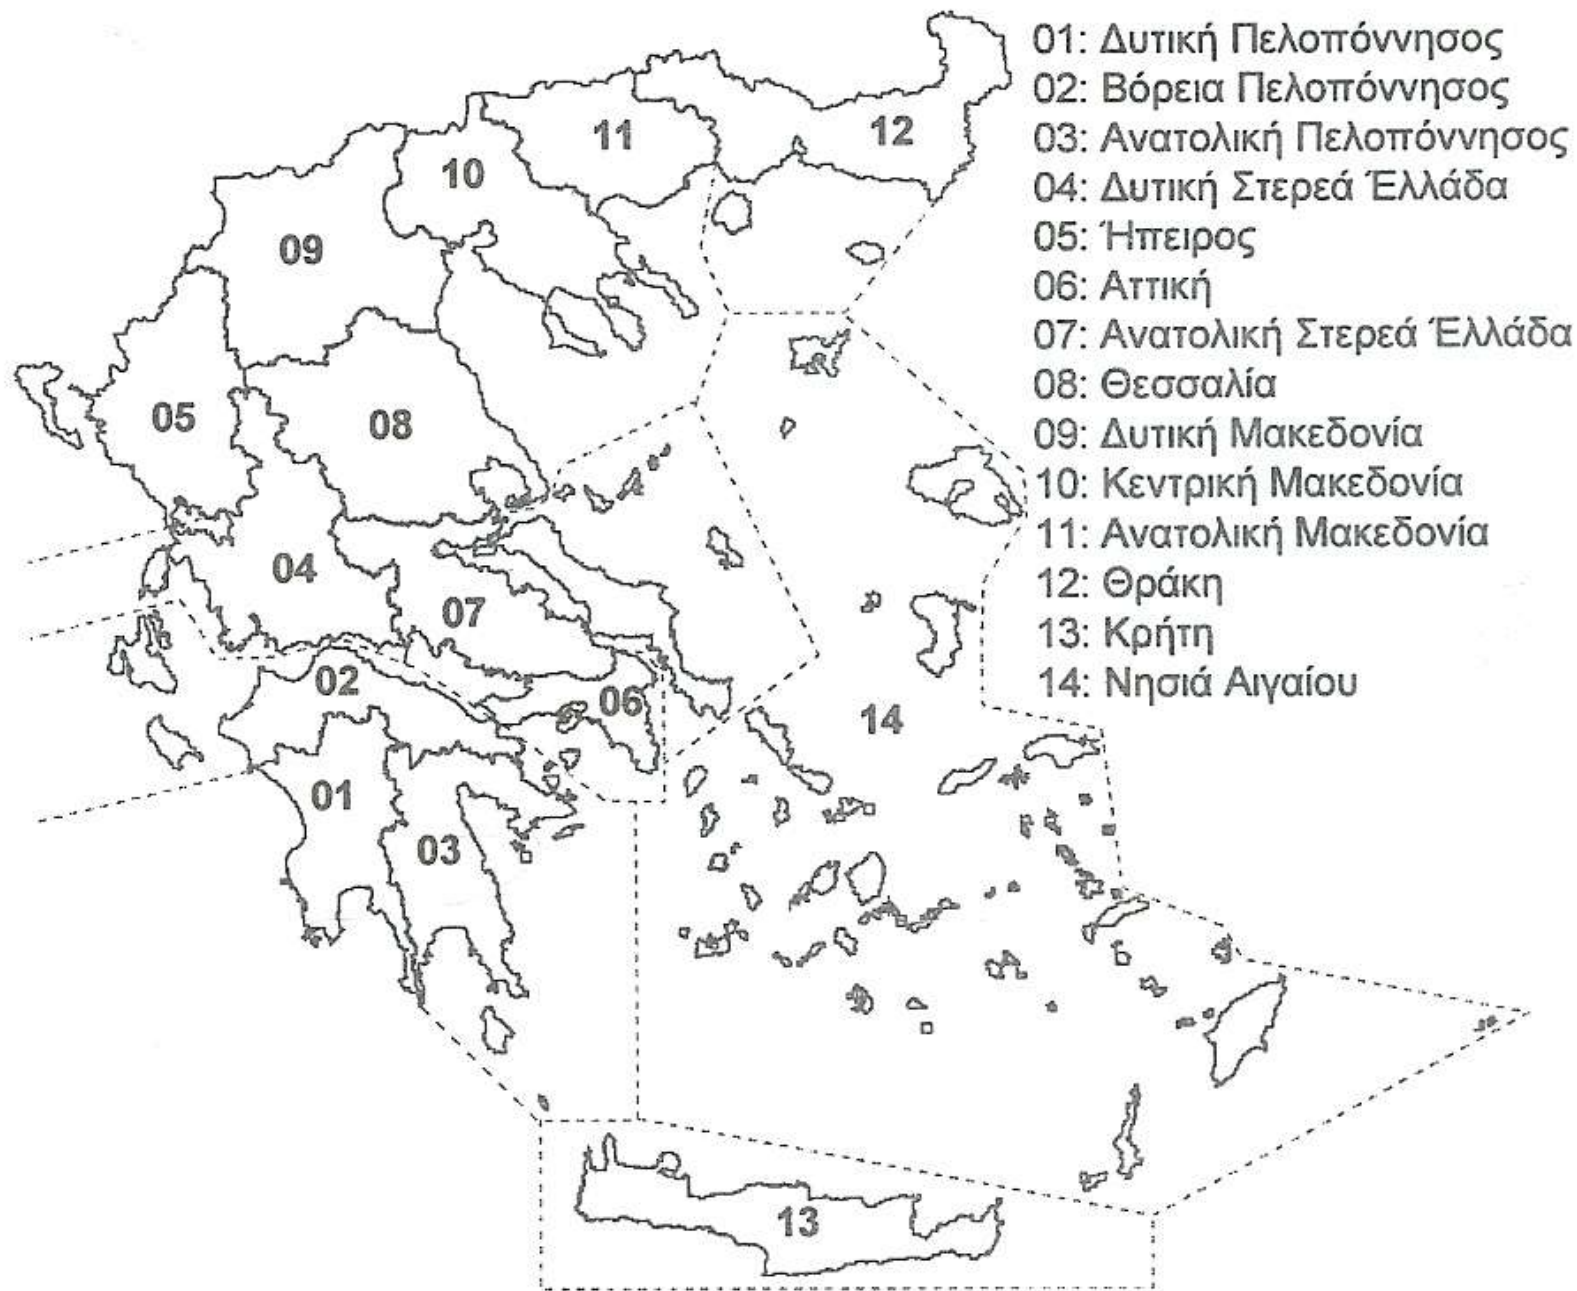 01: Δυτική Πελοπόννησος
02: Βόρεια Πελοπόννησος
03: Ανατολική Πελοπόννησος
04: Δυτική Στερεά Έλλάδα
05: Ήπειρος
06: Αττική
07: Ανατολική Στερεά Έλλάδα
08: Θεσσαλία
09: Δυτική Μακεδονία
10: Κεντρική Μακεδονία
11: Ανατολική Μακεδονία
12: Θράκη
13: Κρήτη
14: Νησιά Αιγαίου
11
12
10
09
05
08
04
07
02
06
14
01
03
13